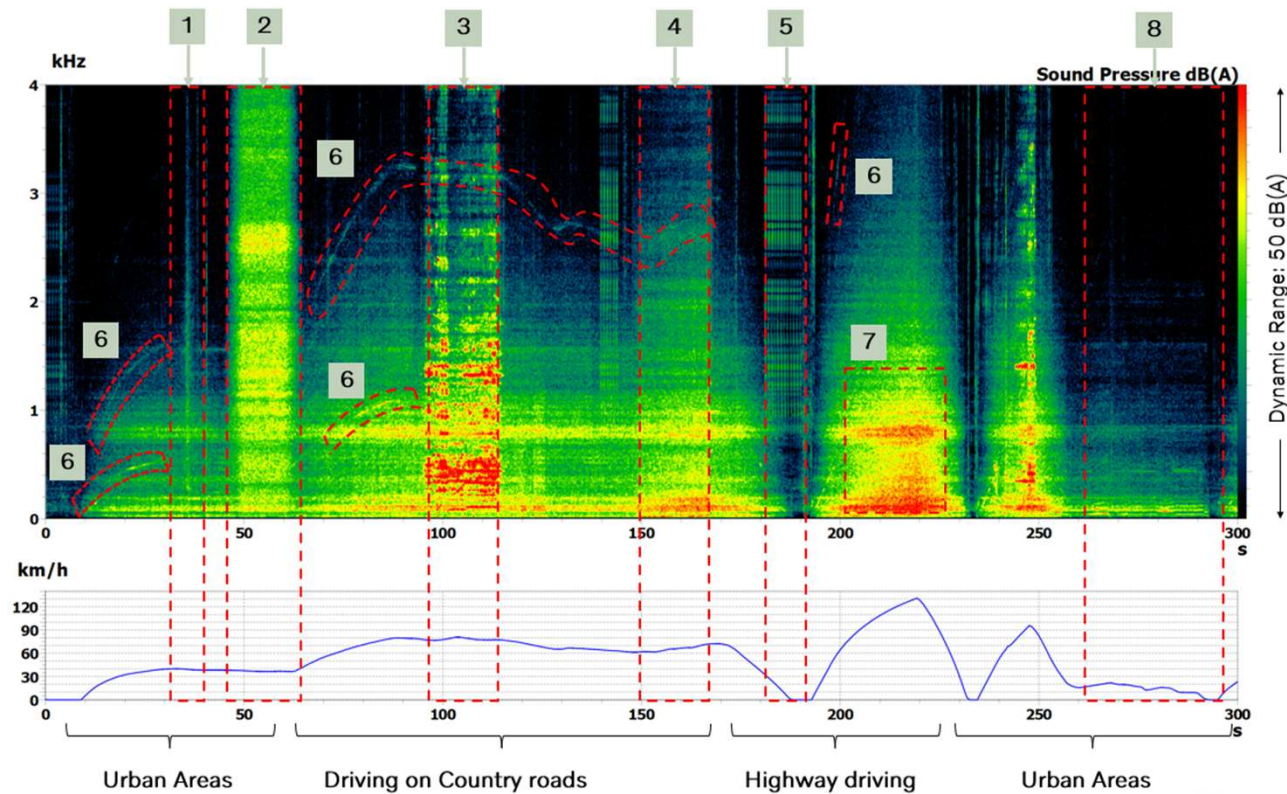 1 2 3 4 5 8
kHz
Sound Pressure dB(A)
4
6
3
6
2
6
7
6
1
6
0
0 50 100 150 200 250 300
s
Dynamic Range: 50 dB(A)
km/h
120
90
60
30
0
0 50 100 150 200 250 300
s
Urban Areas Driving on Country roads Highway driving Urban Areas